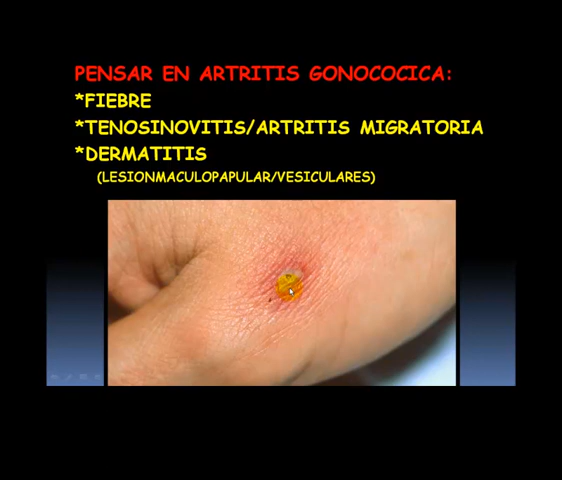 PENSAR EN ARTRITIS GONOCOCICA:
*FIEBRE
*TENOSINOVITIS/ARTRITIS MIGRATORIA
*DERMATITIS
(LESIONMACULOPAPULAR/VESICULARES)